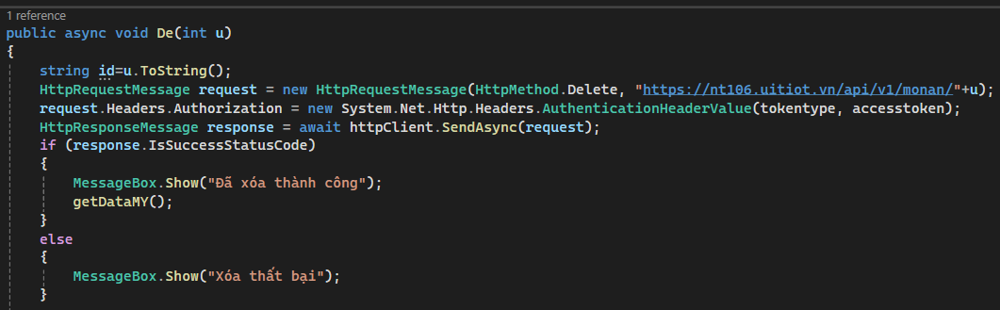 1 reference
public async void De(int u)
{
string id=u.ToString();
HttpRequestMessage request = new HttpRequestMessage(HttpMethod.Delete, "https://nt106.uitiot.vn/api/v1/monan/"+u);
request.Headers.Authorization = new System.Net.Http.Headers.AuthenticationHeaderValue(tokentype, accesstoken);
HttpResponseMessage response = await httpClient.SendAsync(request);
if (response.IsSuccessStatusCode)
{
MessageBox.Show("Đã xóa thành công");
getDataMY();
}
else
{
MessageBox.Show("Xóa thất bại");
}